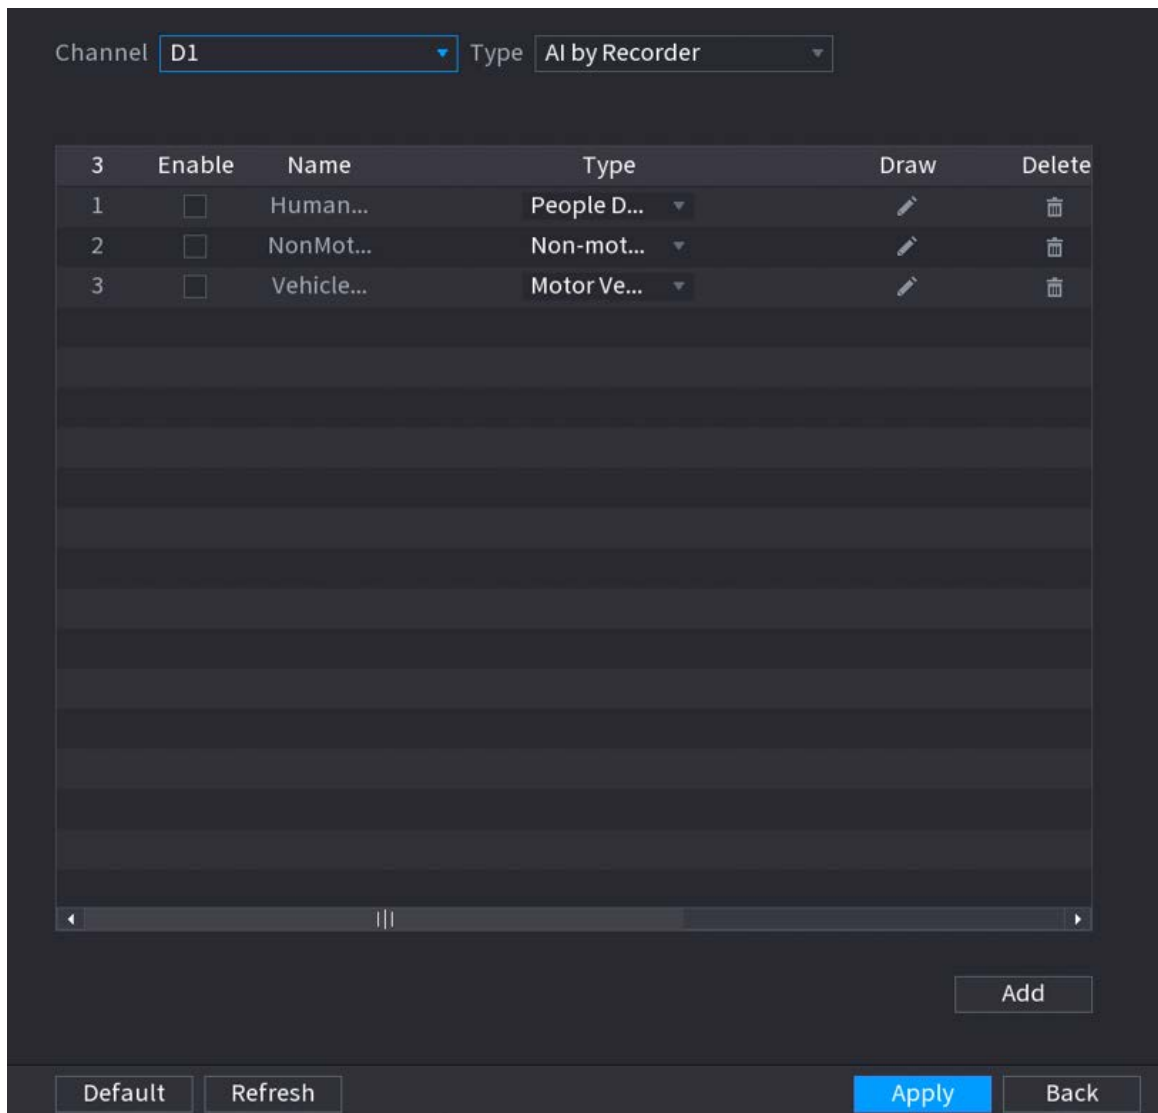 Channel D1 Type AI by Recorder
3 Enable Name Type Draw Delete
1 Human... People D...
2 NonMot... Non-mot...
3 Vehicle... Motor Ve...
Add
Default Refresh Apply Back